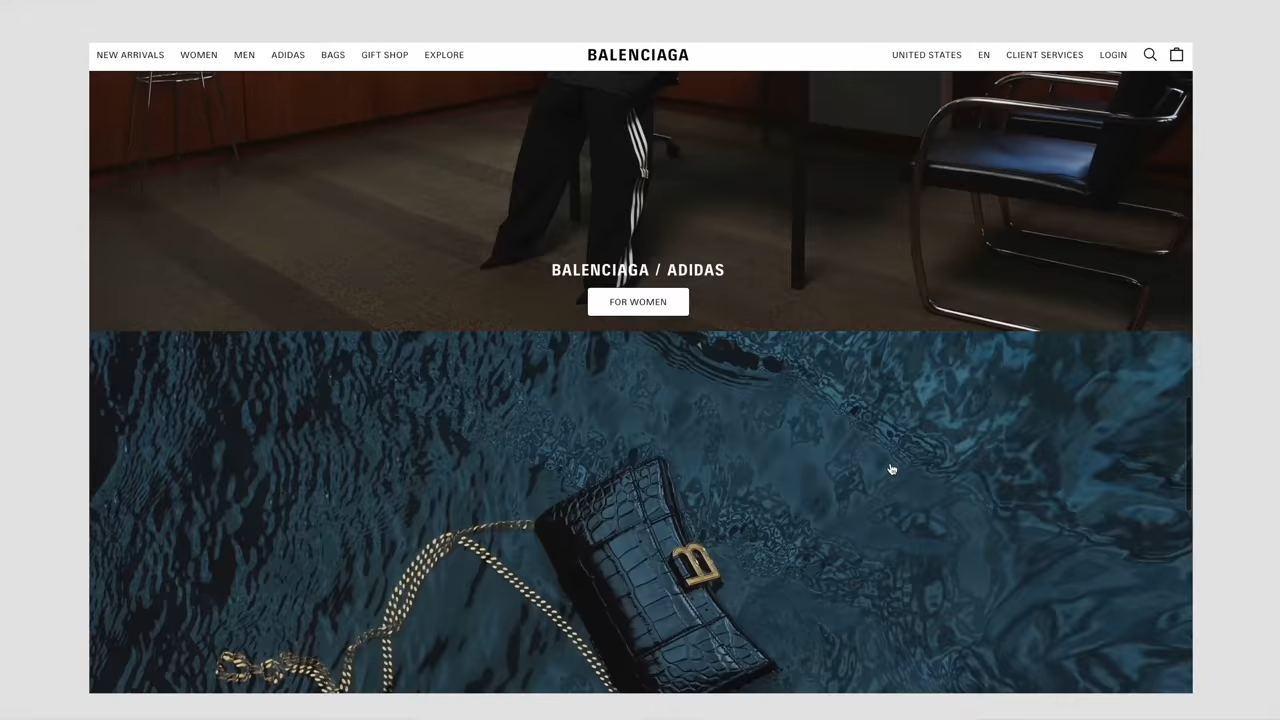 NEW ARRIVALS WOMEN MEN ADIDAS BAGS GIFT SHOP EXPLORE BALENCIAGA UNITED STATES EN CLIENT SERVICES LOGIN
BALENCIAGA / ADIDAS
FOR WOMEN
B